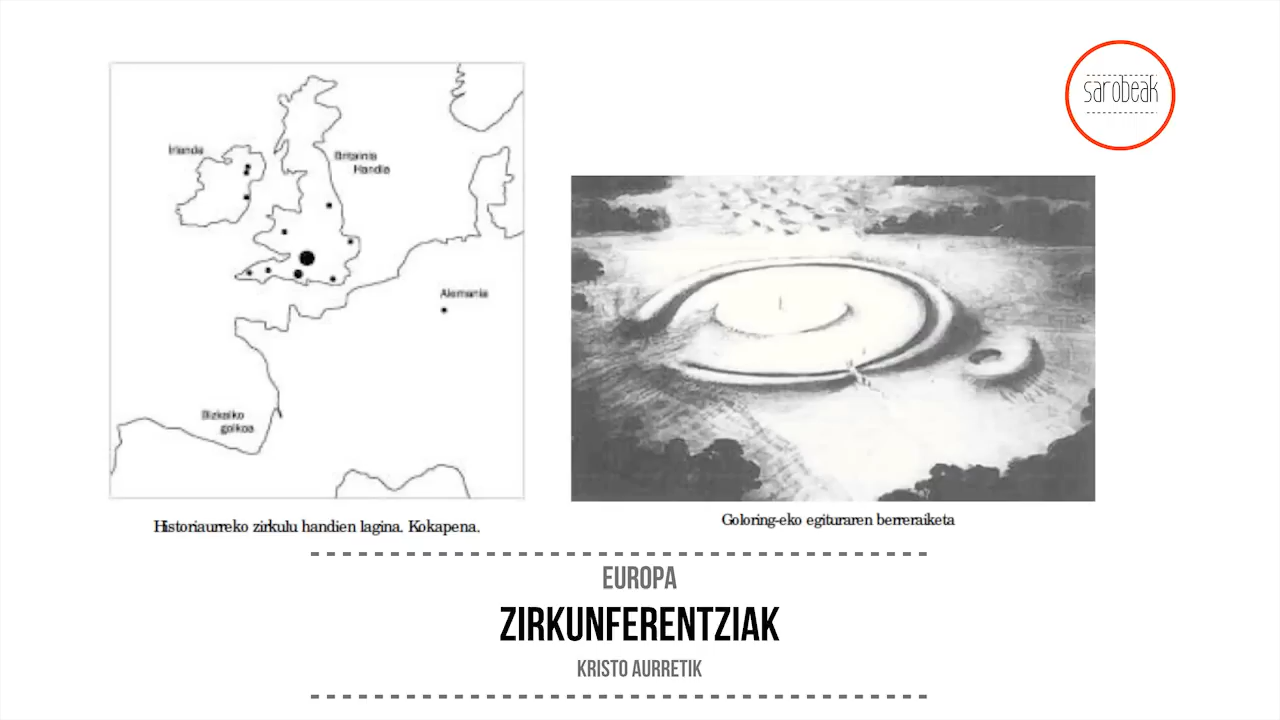 sarobeak
Irlanda
Britainia
Handia
Alemania
Bizkaiko
golkoa
Historiaurreko zirkulu handien lagina. Kokapena.
Goloring-eko egituraren berreraiketa
EUROPA
ZIRKUNFERENTZIAK
KRISTO AURRETIK